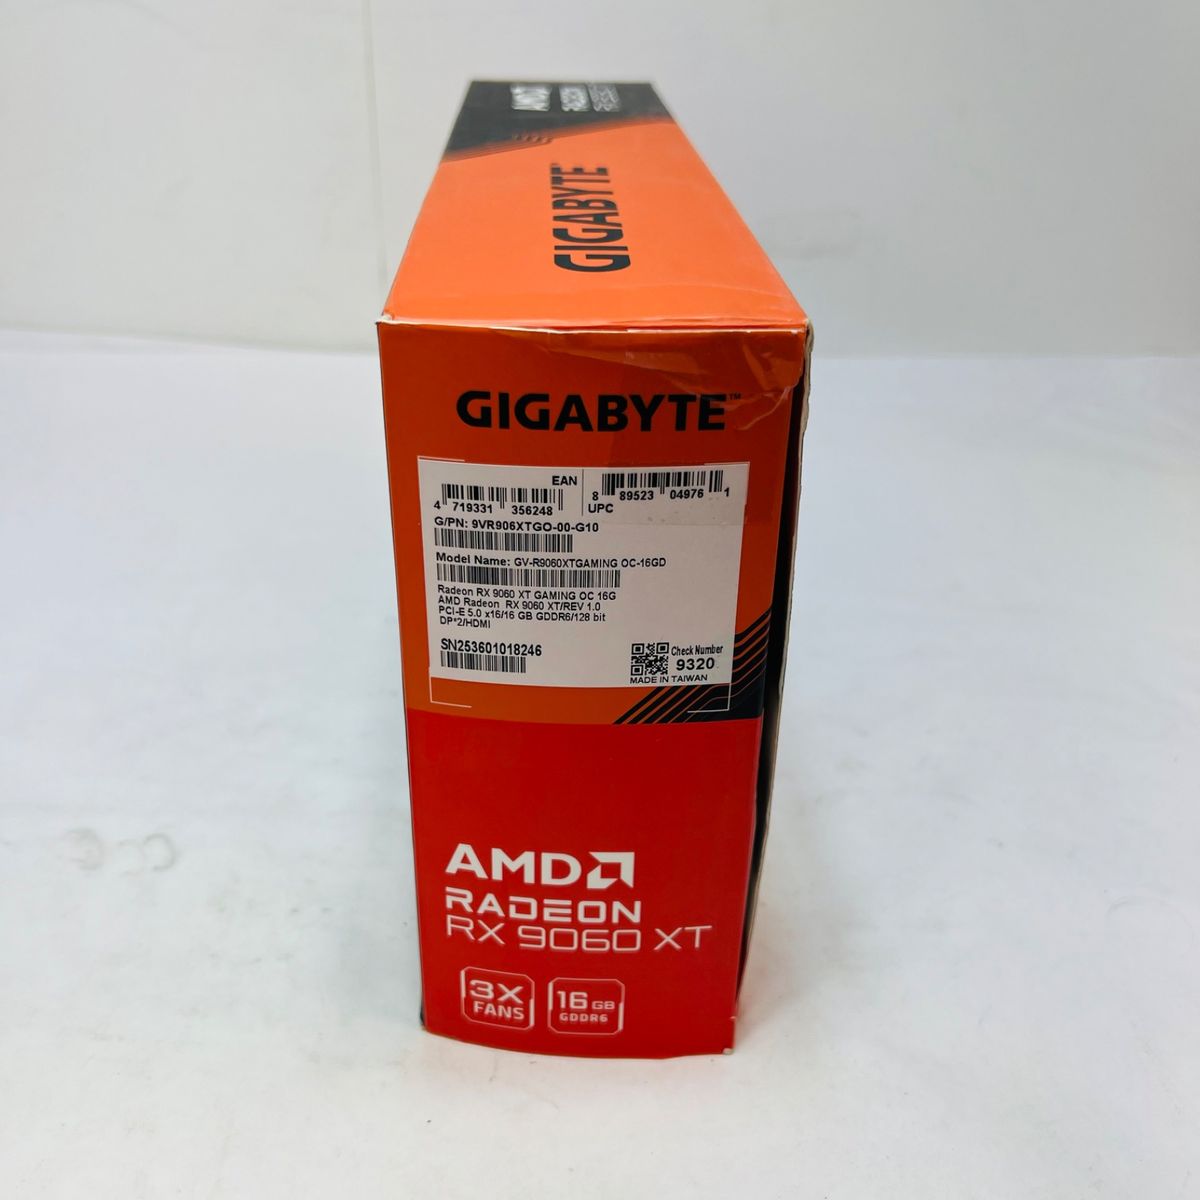 AMD
RADEON
GIGABYTE
GIGABYTE™
EAN
4 719331 356248
8 89523 04976 1
UPC
G/PN: 9VR906XTGO-00-G10
Model Name: GV-R9060XTGAMING OC-16GD
Radeon RX 9060 XT GAMING OC 16G
AMD Radeon RX 9060 XT/REV 1.0
PCI-E 5.0 x16/16 GB GDDR6/128 bit
DP*2/HDMI
SN253601018246
Check Number
9320
MADE IN TAIWAN
AMD
RADEON
RX 9060 XT
3X
FANS
16 GB
GDDR6